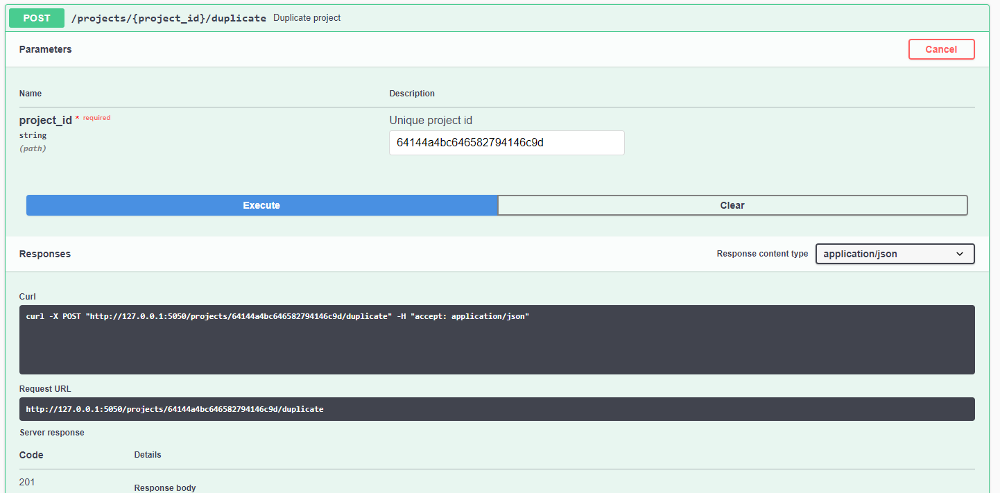 POST /projects/{project_id}/duplicate Duplicate project
Parameters Cancel
Name Description
project_id * required Unique project id
string 64144a4bc646582794146c9d
(path)
Execute Clear
Responses Response content type application/json
Curl
curl -X POST "http://127.0.0.1:5050/projects/64144a4bc646582794146c9d/duplicate" -H "accept: application/json"
Request URL
http://127.0.0.1:5050/projects/64144a4bc646582794146c9d/duplicate
Server response
Code Details
201 Response body